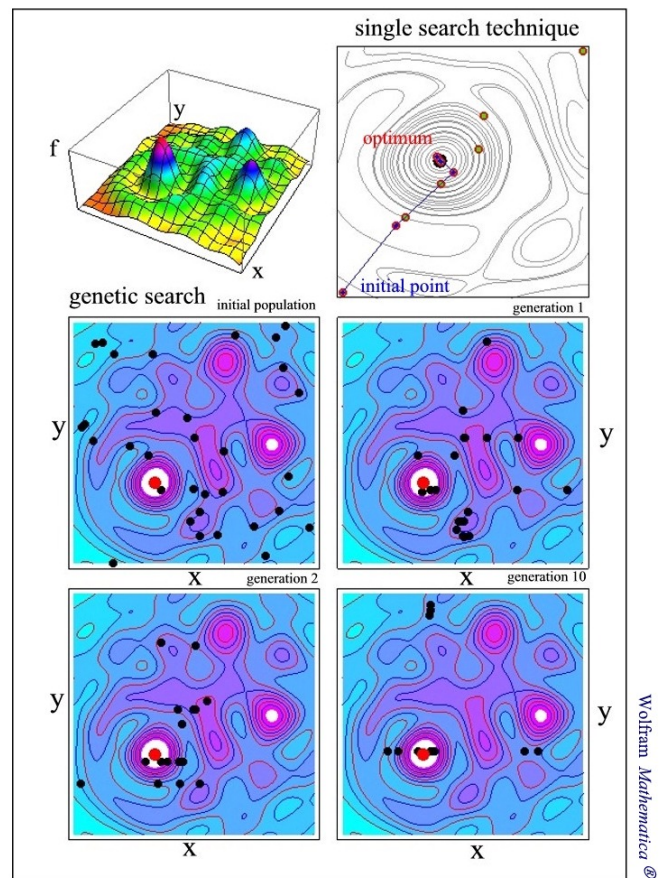 single search technique
y
f
x
optimum
initial point
genetic search
initial population
generation 1
y
y
x
generation 2
x
generation 10
y
y
x
x
Wolfram Mathematica ®